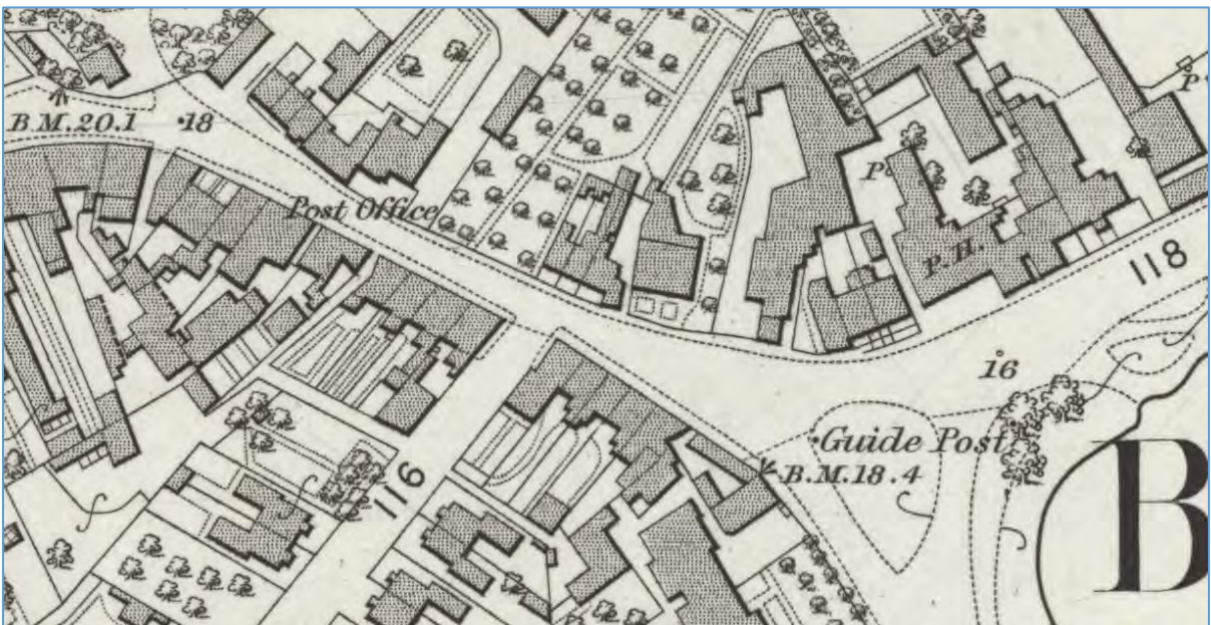 P
B.M.20.1 ·18
P
Post Office
P.H.
118
16
Guide Post
B.M.18.4
116
B